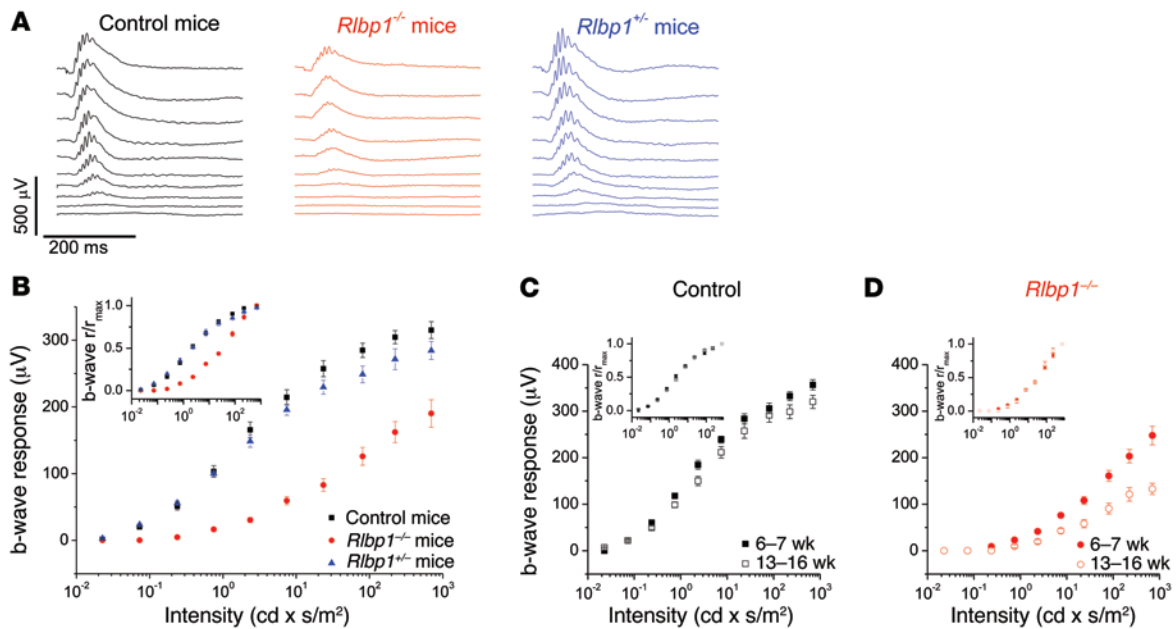 A
Control mice
Rlbp1-/- mice
Rlbp1+/- mice
500 µV
200 ms
B
b-wave response (µV)
300
200
100
0
10-2
10-1
100
101
102
103
Intensity (cd x s/m2)
b-wave r/rmax
1.0
0.5
0.0
10-2
100
102
Control mice
Rlbp1-/- mice
Rlbp1+/- mice
C
Control
b-wave response (µV)
400
300
200
100
0
10-2
10-1
100
101
102
103
Intensity (cd x s/m2)
b-wave r/rmax
1.0
0.5
0.0
10-2
100
102
6–7 wk
13–16 wk
D
Rlbp1–/–
400
300
200
100
0
10-2
10-1
100
101
102
103
Intensity (cd x s/m2)
b-wave r/rmax
1.0
0.5
0.0
10-2
100
102
6–7 wk
13–16 wk